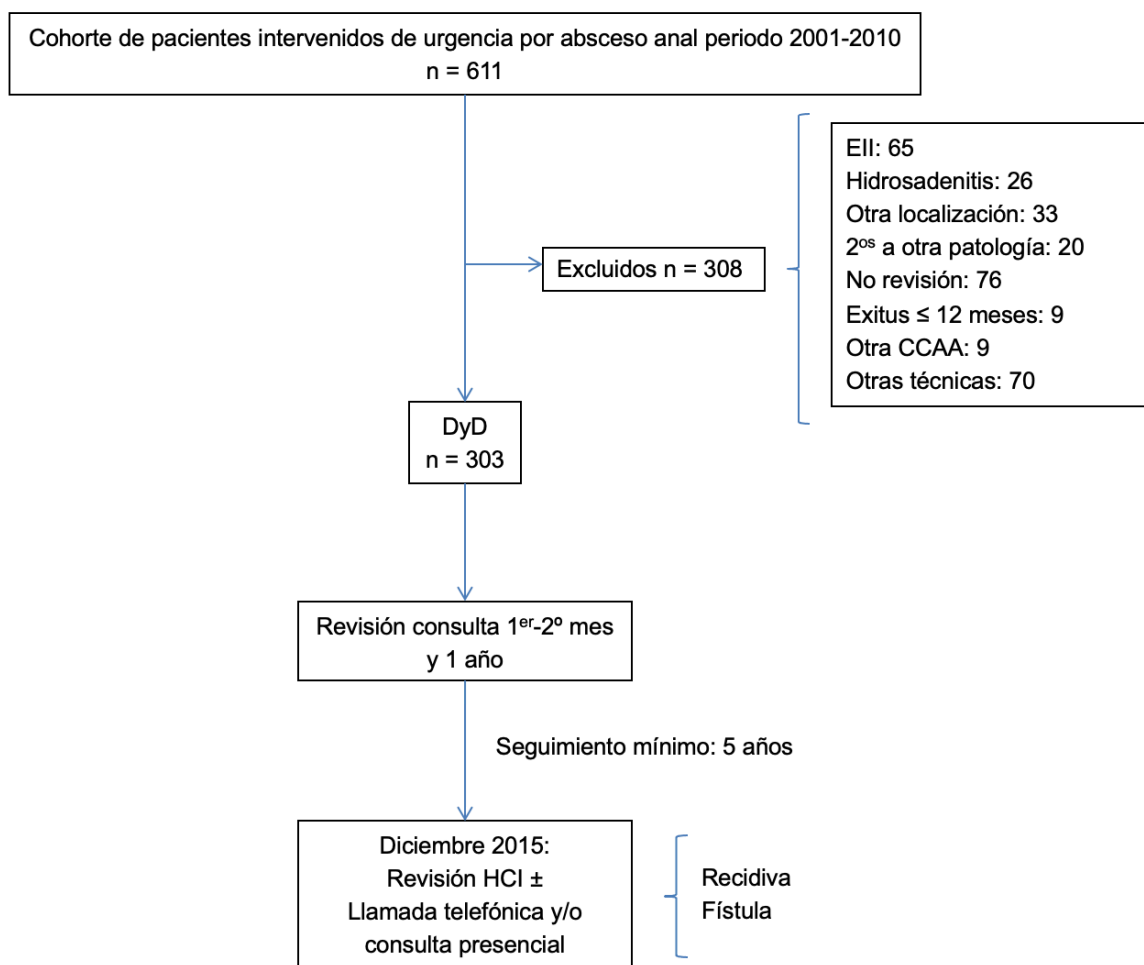 Cohorte de pacientes intervenidos de urgencia por absceso anal periodo 2001-2010
n = 611
EII: 65
Hidrosadenitis: 26
Otra localización: 33
2ᵒˢ a otra patología: 20
No revisión: 76
Exitus ≤ 12 meses: 9
Otra CCAA: 9
Otras técnicas: 70
Excluidos n = 308
DyD
n = 303
Revisión consulta 1ᵉʳ-2º mes
y 1 año
Seguimiento mínimo: 5 años
Diciembre 2015:
Revisión HCI ±
Llamada telefónica y/o
consulta presencial
Recidiva
Fístula